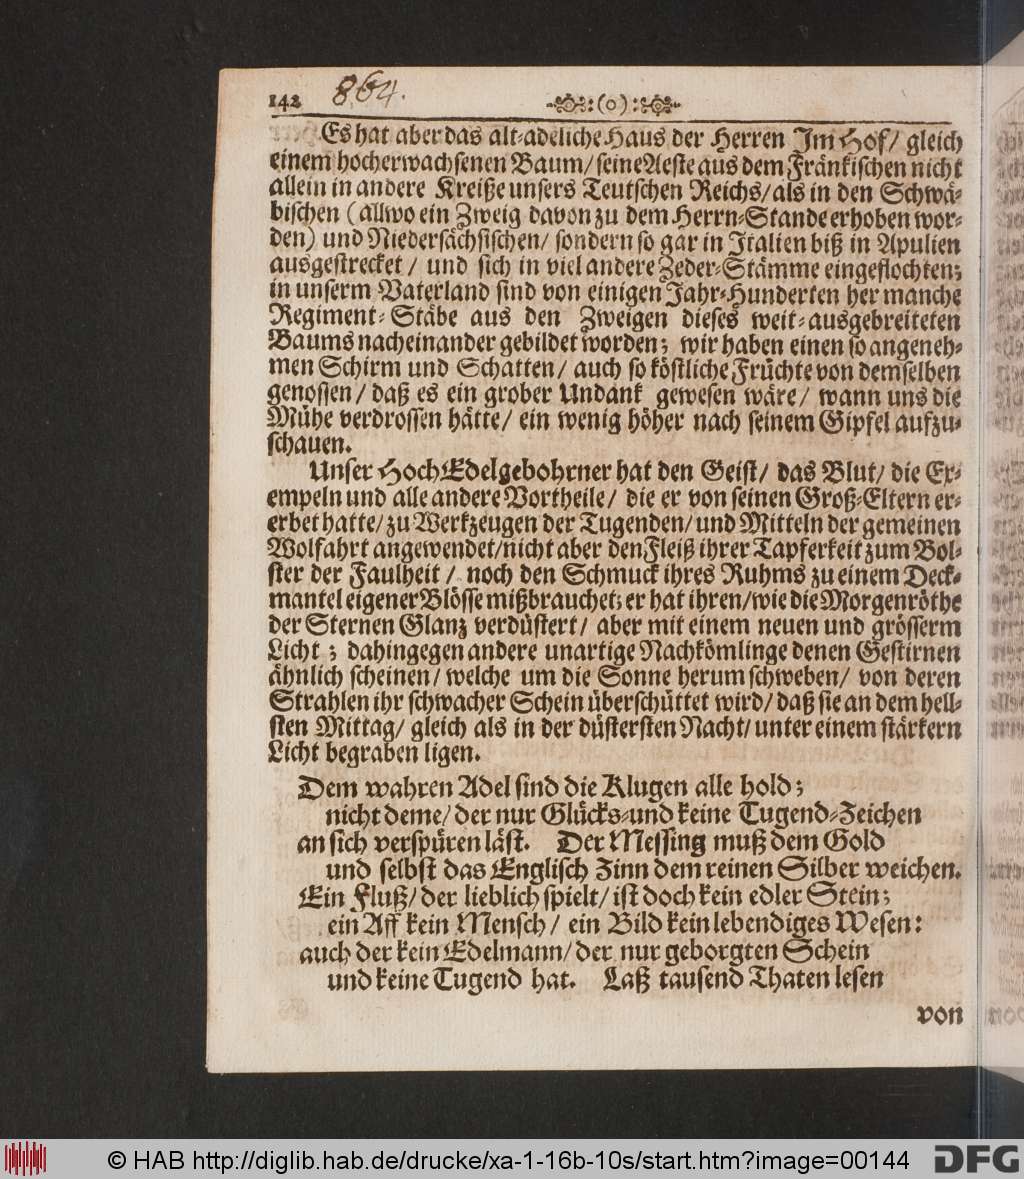 142 864. (o)
Es hat aber das alt-adeliche Haus der Herren Im Hof/ gleich
einem hocherwachsenen Baum/ seine Aeste aus dem Fränkischen nicht
allein in andere Kreiße unsers Teutschen Reichs/ als in den Schwä-
bischen (allwo ein Zweig davon zu dem Herrn-Stande erhoben wor-
den) und Niedersächsischen/ sondern so gar in Italien biß in Apulien
ausgestrecket/ und sich in viel andere Zeder-Stämme eingeflochten;
in unserm Vaterland sind von einigen Jahr-Hunderten her manche
Regiment-Stäbe aus den Zweigen dieses weit-ausgebreiteten
Baums nacheinander gebildet worden; wir haben einen so angeneh-
men Schirm und Schatten/ auch so köstliche Früchte von demselben
genossen/ daß es ein grober Undank gewesen wäre/ wann uns die
Mühe verdrossen hätte/ ein wenig höher nach seinem Gipfel aufzu-
schauen.
Unser HochEdelgebohrner hat den Geist/ das Blut/ die Ex-
empeln und alle andere Vortheile/ die er von seinen Groß-Eltern er-
erbet hatte/ zu Werkzeugen der Tugenden/ und Mitteln der gemeinen
Wolfahrt angewendet/ nicht aber den Fleiß ihrer Tapferkeit zum Bol-
ster der Faulheit/ noch den Schmuck ihres Ruhms zu einem Deck-
mantel eigener Blösse mißbrauchet; er hat ihren/ wie die Morgenröthe
der Sternen Glanz verdüstert/ aber mit einem neuen und grösserm
Licht; dahingegen andere unartige Nachkömlinge denen Gestirnen
ähnlich scheinen/ welche um die Sonne herum schweben/ von deren
Strahlen ihr schwacher Schein überschüttet wird/ daß sie an dem hell-
sten Mittag/ gleich als in der düstersten Nacht/ unter einem stärkern
Licht begraben ligen.
Dem wahren Adel sind die Klugen alle hold;
nicht deme/ der nur Glücks-und keine Tugend-Zeichen
an sich verspüren läst. Der Messing muß dem Gold
und selbst das Englisch Zinn dem reinen Silber weichen.
Ein Fluß/ der lieblich spielt/ ist doch kein edler Stein;
ein Aff kein Mensch/ ein Bild kein lebendiges Wesen:
auch der kein Edelmann/ der nur geborgten Schein
und keine Tugend hat. Laß tausend Thaten lesen
von
© HAB http://diglib.hab.de/drucke/xa-1-16b-10s/start.htm?image=00144
DFG